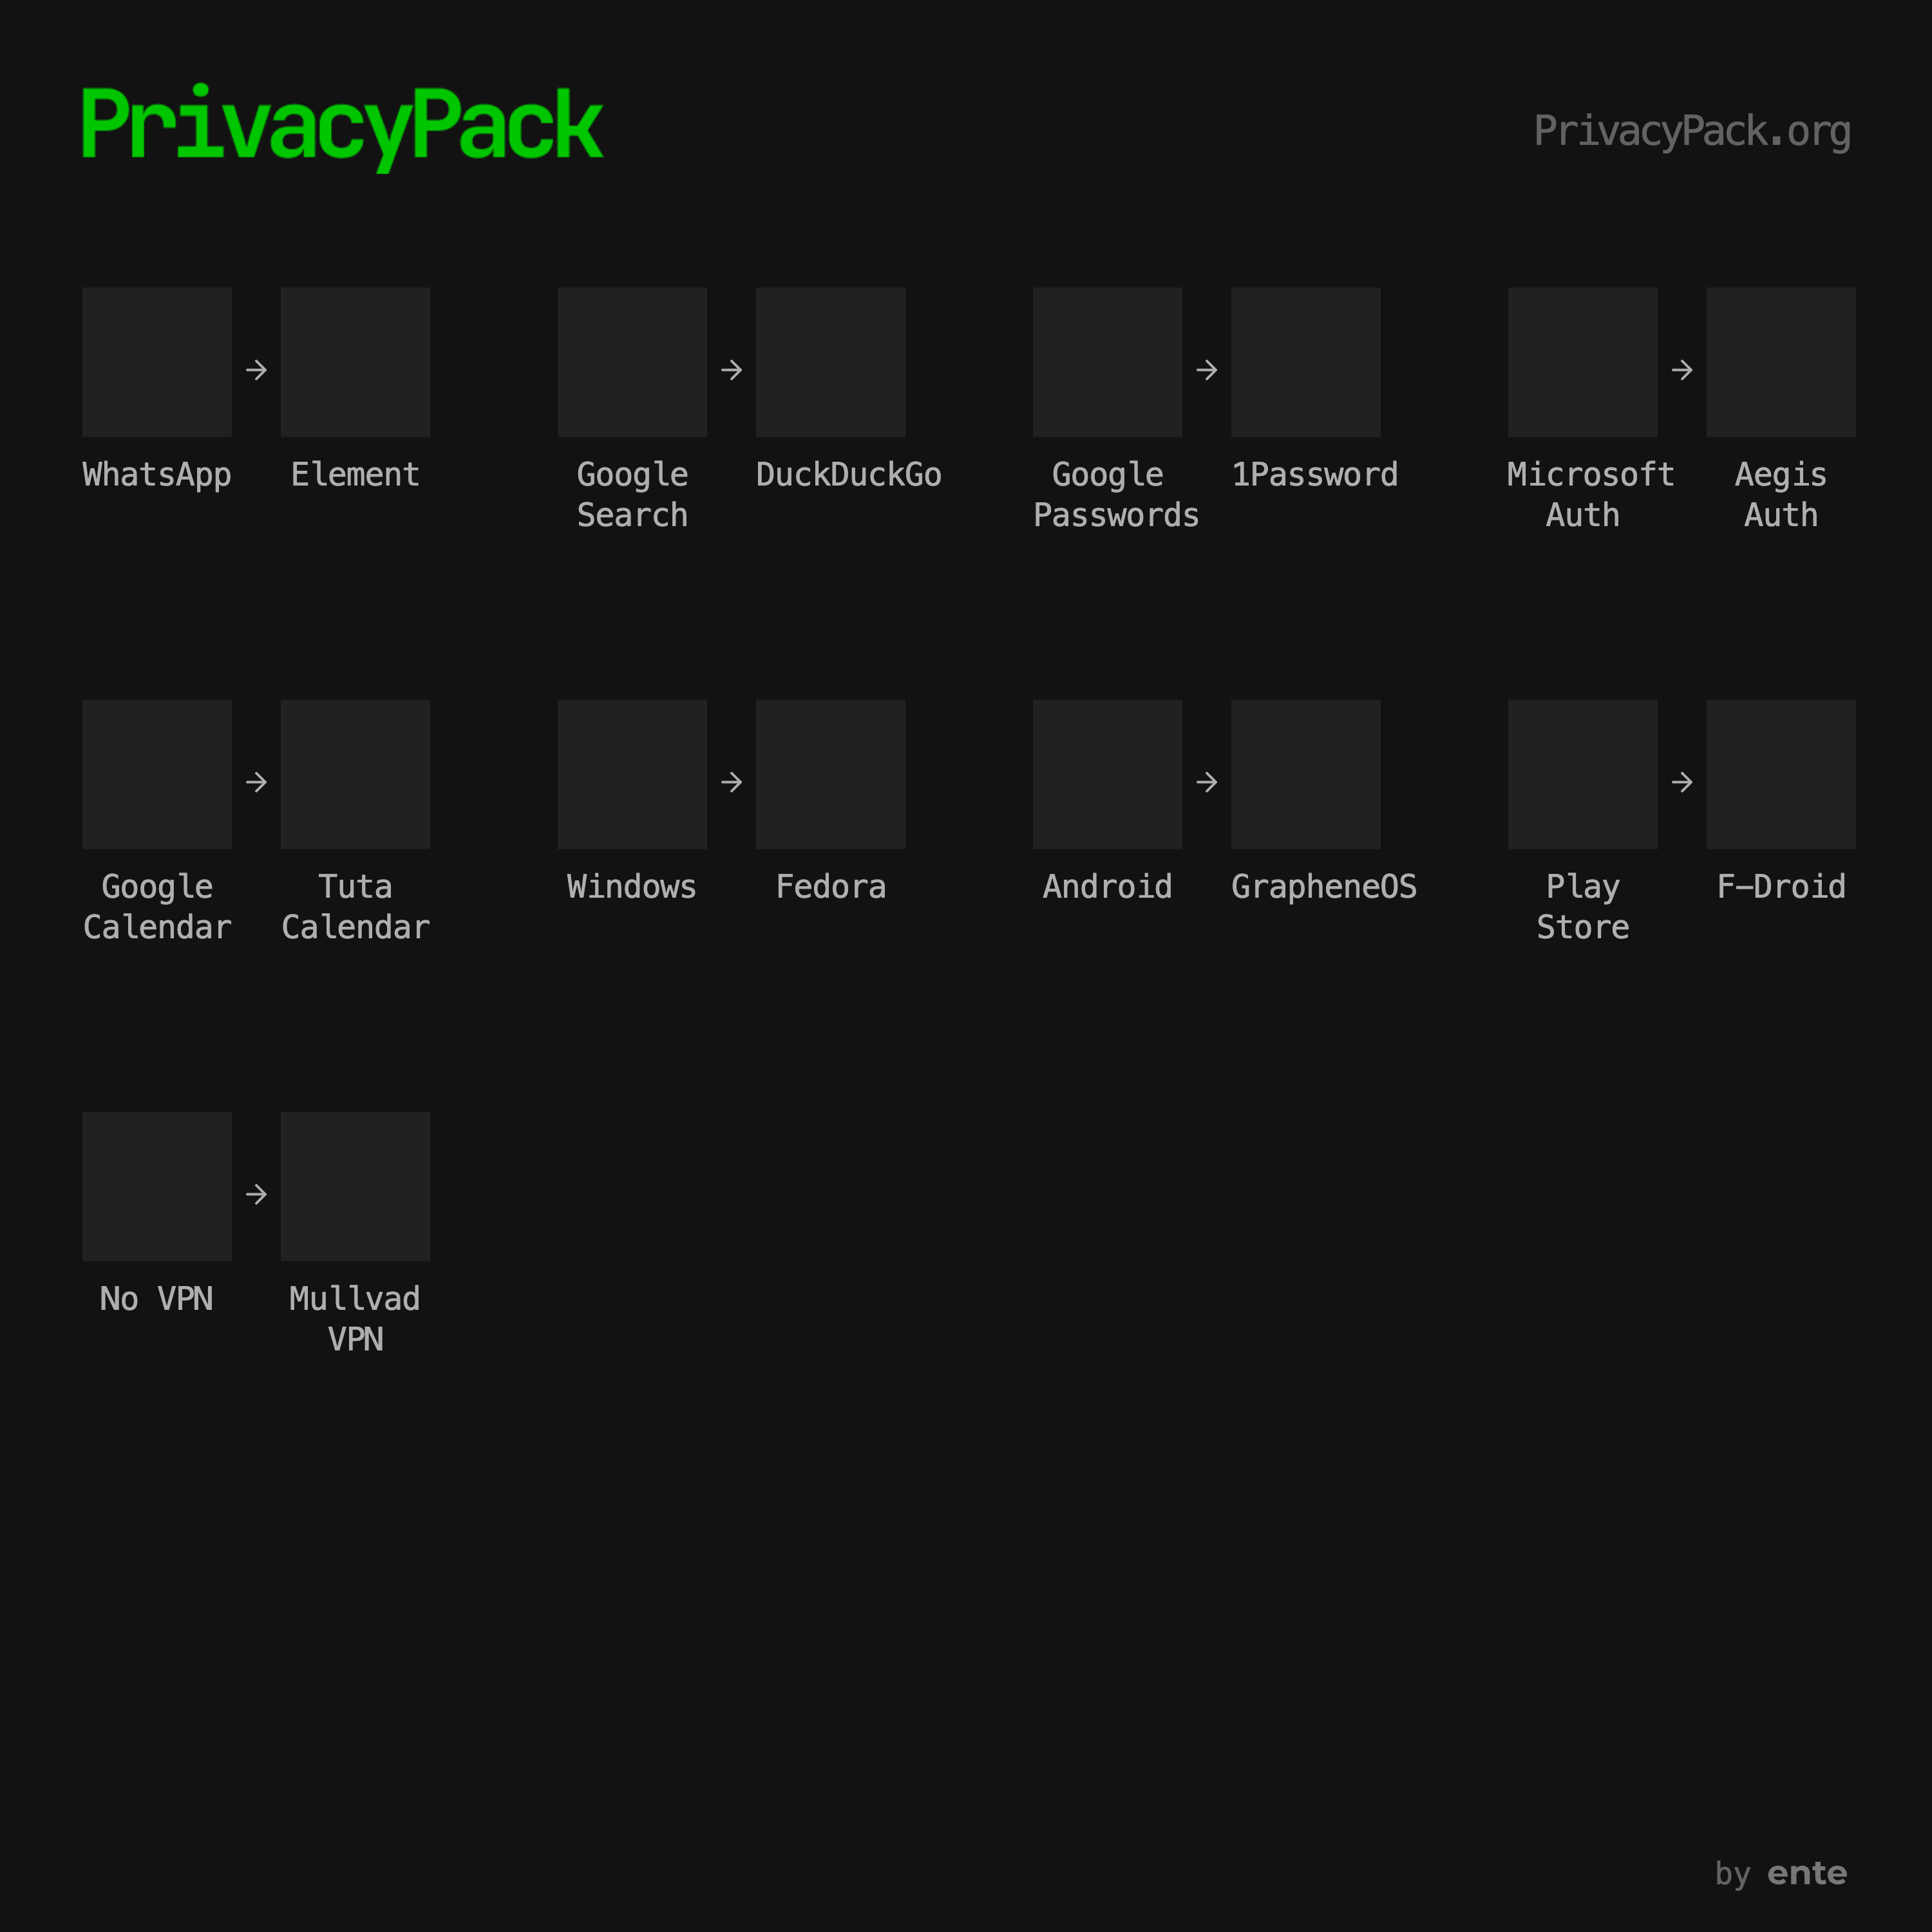 PrivacyPack
PrivacyPack.org
WhatsApp
Element
Google
Search
DuckDuckGo
Google
Passwords
1Password
Microsoft
Auth
Aegis
Auth
Google
Calendar
Tuta
Calendar
Windows
Fedora
Android
GrapheneOS
Play
Store
F-Droid
No VPN
Mullvad
VPN
by ente